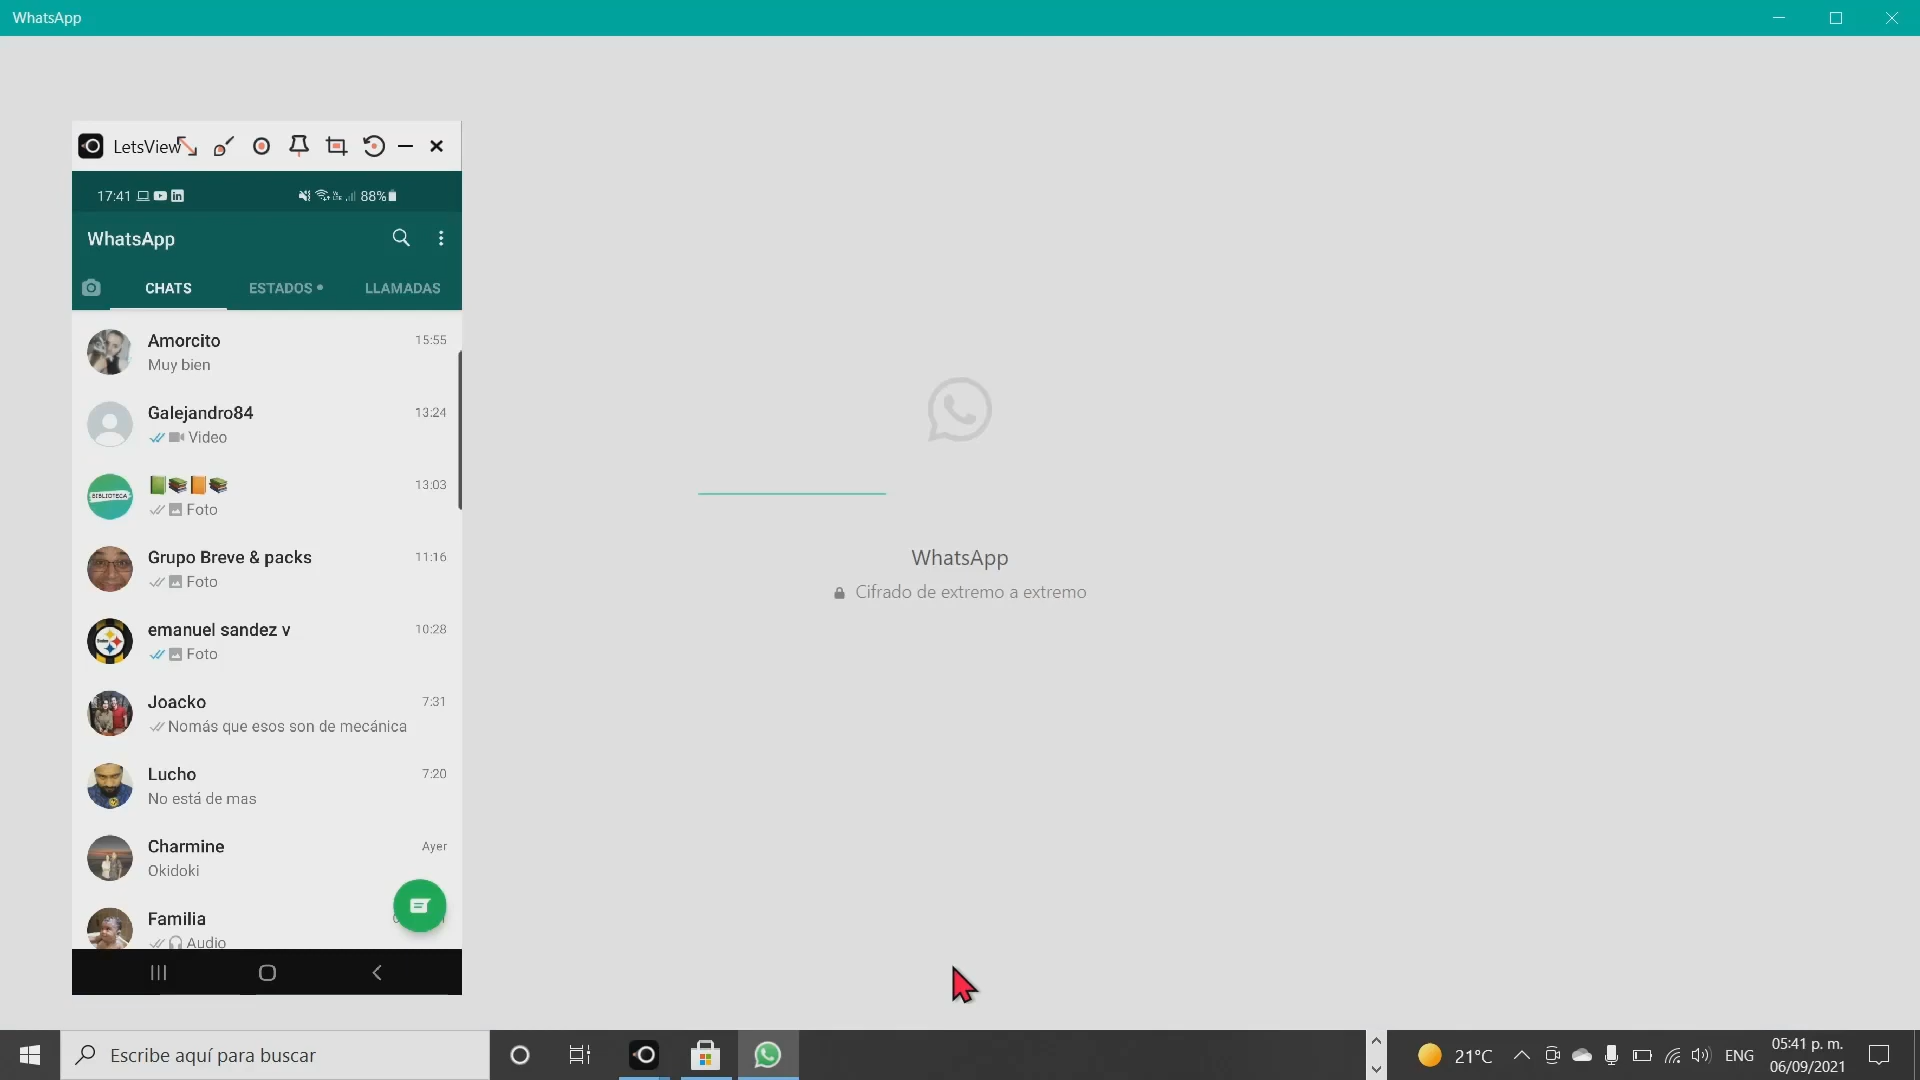 WhatsApp
LetsView
17:41 88%
WhatsApp
CHATS ESTADOS LLAMADAS
Amorcito 15:55
Muy bien
Galejandro84 13:24
Video
BIBLIOTECA
📗📚📙📚 13:03
Foto
Grupo Breve & packs 11:16
Foto
emanuel sandez v 10:28
Foto
Joacko 7:31
Nomás que esos son de mecánica
Lucho 7:20
No está de mas
Charmine Ayer
Okidoki
Familia
Audio
WhatsApp
Cifrado de extremo a extremo
Escribe aquí para buscar
21°C
ENG
05:41 p. m.
06/09/2021